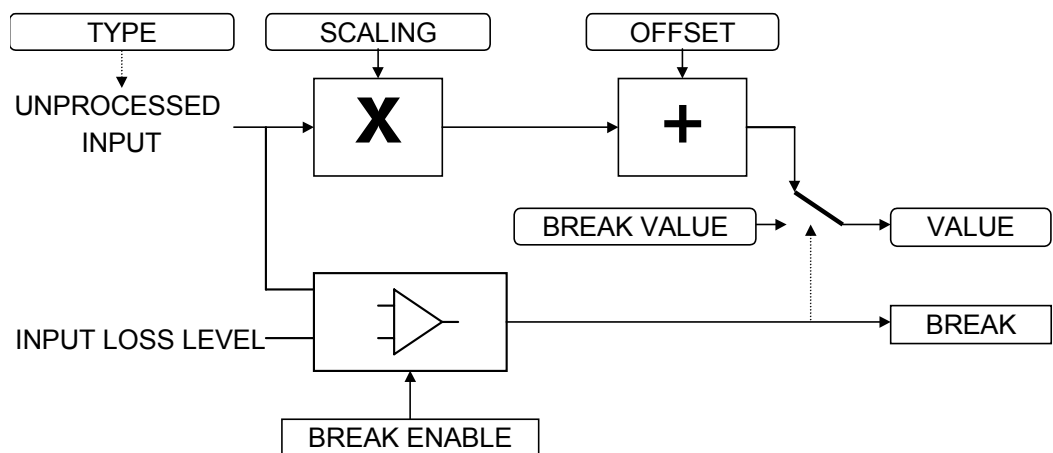 TYPE
SCALING
OFFSET
UNPROCESSED
INPUT
X
+
BREAK VALUE
VALUE
INPUT LOSS LEVEL
BREAK
BREAK ENABLE